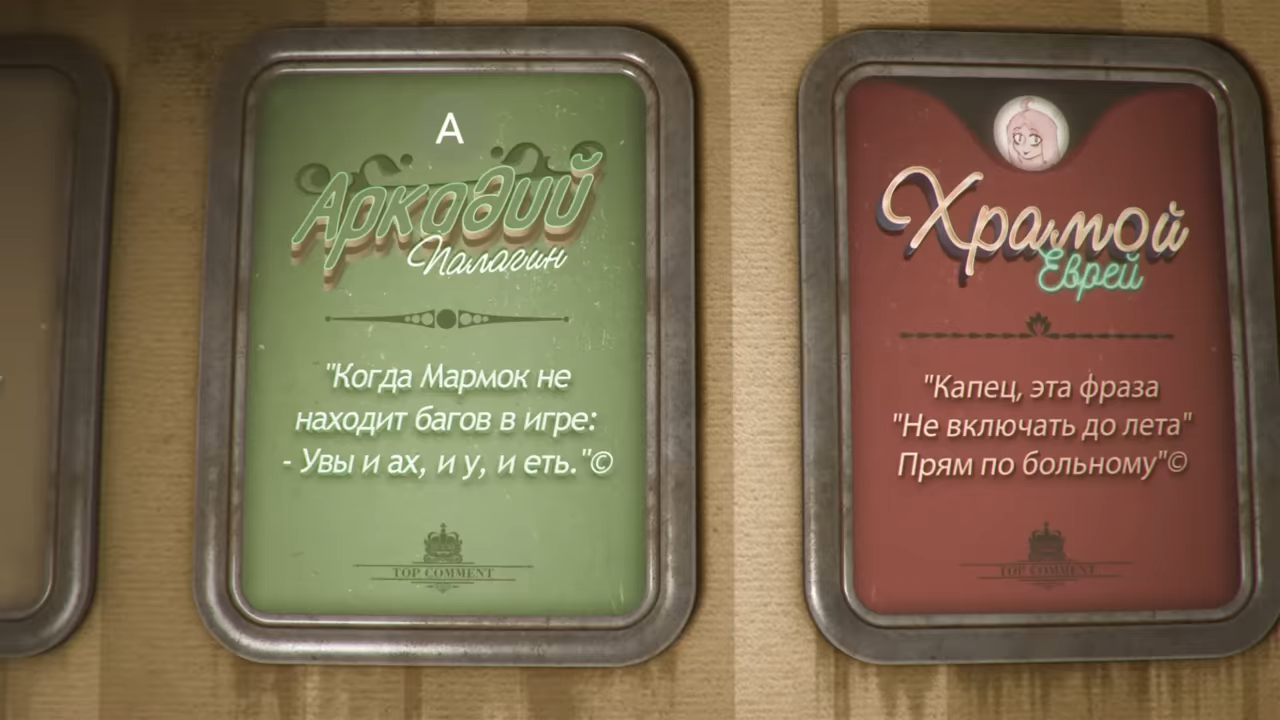 А
Аркадий
Палагин
"Когда Мармок не
находит багов в игре:
- Увы и ах, и у, и еть."©
TOP COMMENT
Храмой
Еврей
"Капец, эта фраза
"Не включать до лета"
Прям по больному"©
TOP COMMENT